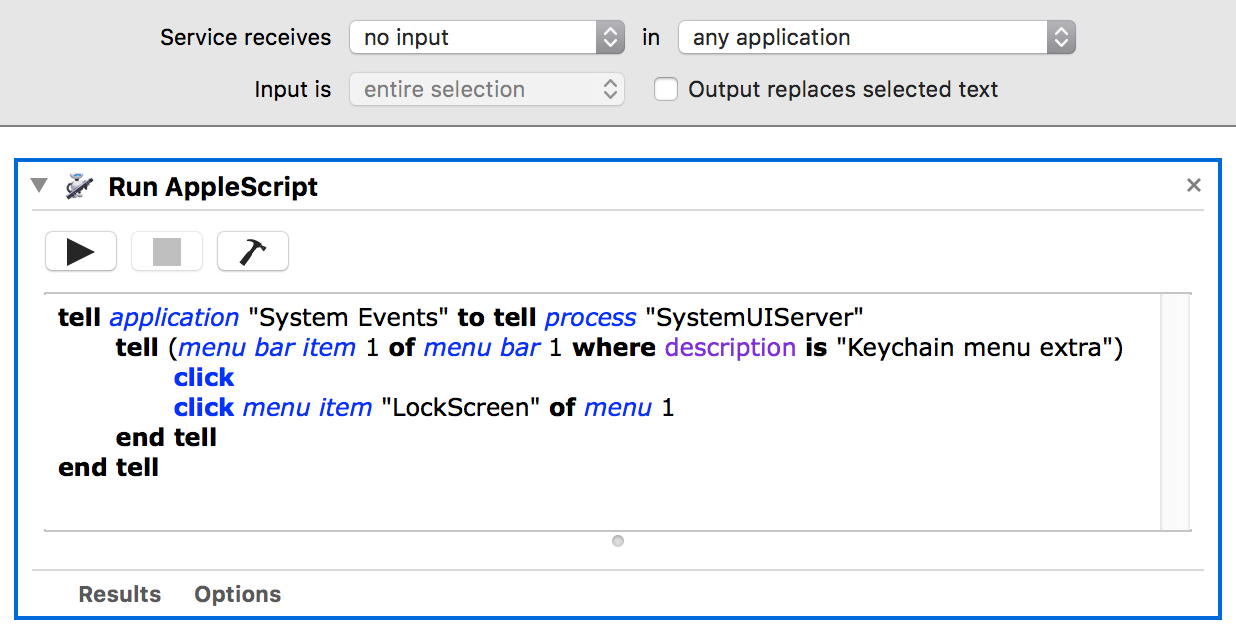 Service receives no input in any application
Input is entire selection Output replaces selected text
Run AppleScript
tell application "System Events" to tell process "SystemUIServer"
tell (menu bar item 1 of menu bar 1 where description is "Keychain menu extra")
click
click menu item "LockScreen" of menu 1
end tell
end tell
Results Options